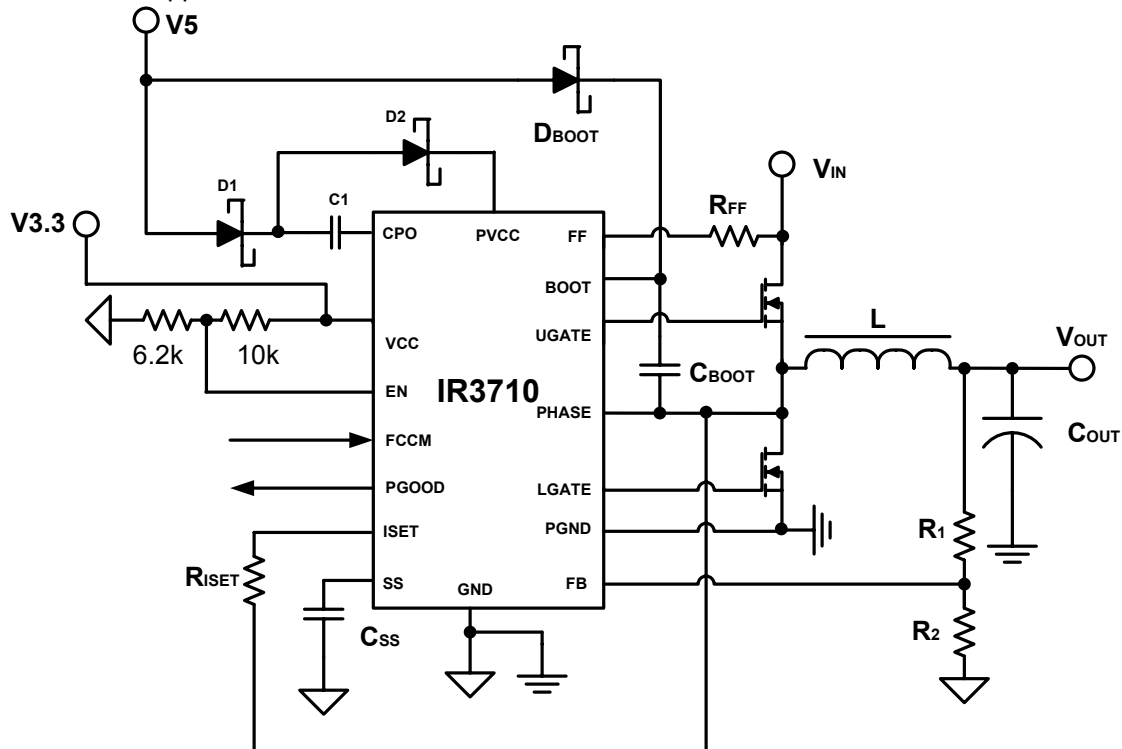 V5
D2
DBOOT
VIN
D1
C1
RFF
V3.3
CPO
PVCC
FF
BOOT
UGATE
L
VOUT
6.2k
10k
VCC
CBOOT
EN
IR3710
PHASE
COUT
FCCM
PGOOD
LGATE
ISET
PGND
R1
RISET
SS
GND
FB
CSS
R2